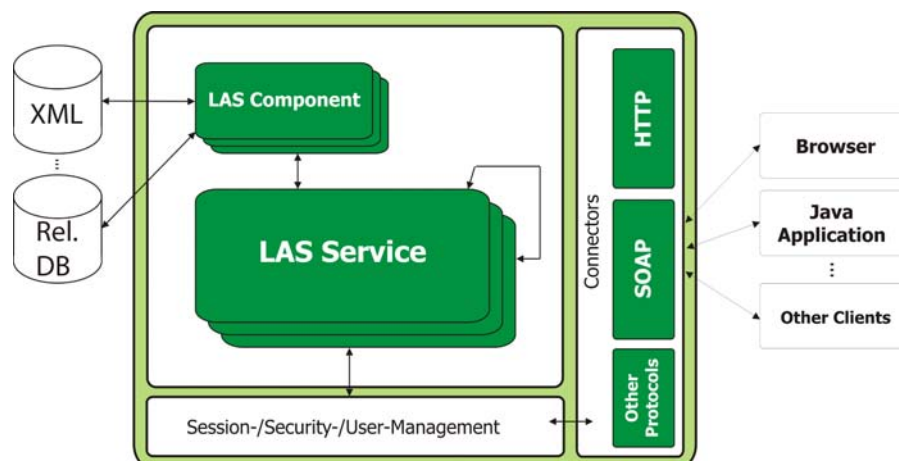 XML
...
Rel.
DB
LAS Component
LAS Service
Session-/Security-/User-Management
Connectors
HTTP
SOAP
Other
Protocols
Browser
Java
Application
...
Other Clients